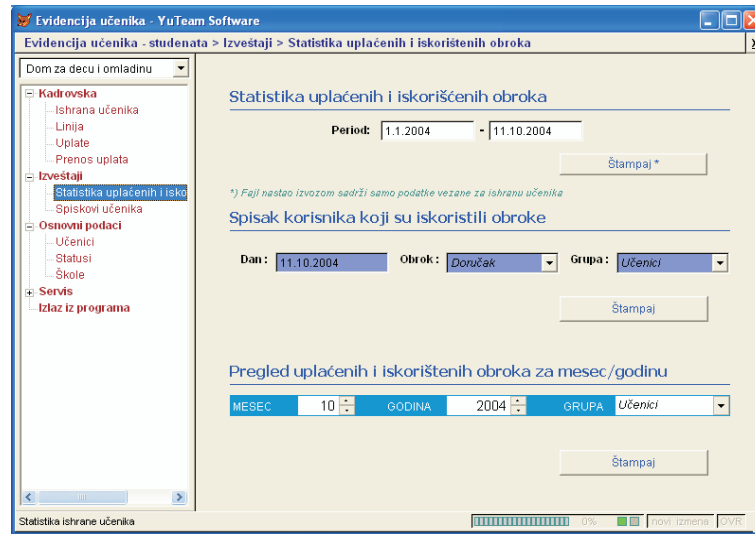 Evidencija učenika - YuTeam Software
Evidencija učenika - studenata > Izveštaji > Statistika uplaćenih i iskorištenih obroka
Dom za decu i omladinu
Kadrovska
Ishrana učenika
Linija
Uplate
Prenos uplata
Izveštaji
Statistika uplaćenih i isko
Spiskovi učenika
Osnovni podaci
Učenici
Statusi
Škole
Servis
Izlaz iz programa
Statistika uplaćenih i iskorišćenih obroka
Period: 1.1.2004 - 11.10.2004
Štampaj *
*) Fajl nastao izvozom sadrži samo podatke vezane za ishranu učenika
Spisak korisnika koji su iskoristili obroke
Dan: 11.10.2004 Obrok: Doručak Grupa: Učenici
Štampaj
Pregled uplaćenih i iskorištenih obroka za mesec/godinu
MESEC 10 GODINA 2004 GRUPA Učenici
Štampaj
Statistika ishrane učenika 0% novi izmena OVR